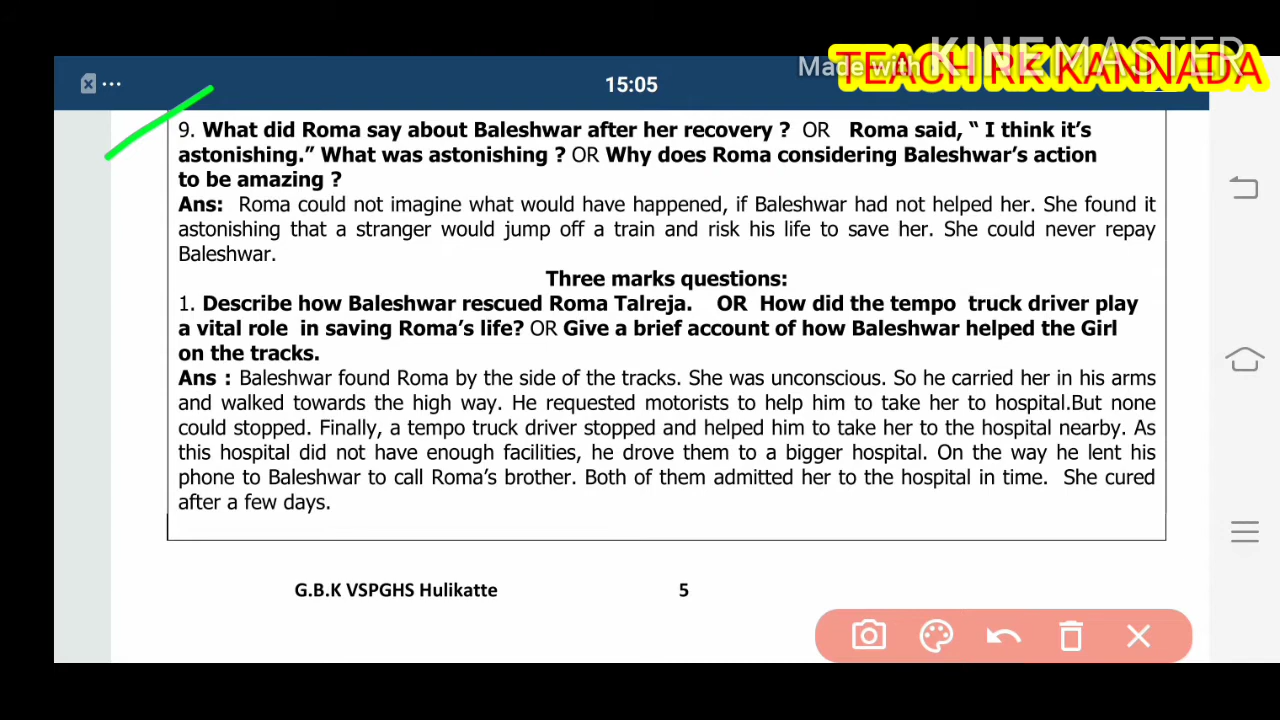 TEACH RK KANNADA
Made with KINEMASTER
15:05
9. What did Roma say about Baleshwar after her recovery ? OR Roma said, “ I think it’s
astonishing.” What was astonishing ? OR Why does Roma considering Baleshwar’s action
to be amazing ?
Ans: Roma could not imagine what would have happened, if Baleshwar had not helped her. She found it
astonishing that a stranger would jump off a train and risk his life to save her. She could never repay
Baleshwar.
Three marks questions:
1. Describe how Baleshwar rescued Roma Talreja. OR How did the tempo truck driver play
a vital role in saving Roma’s life? OR Give a brief account of how Baleshwar helped the Girl
on the tracks.
Ans : Baleshwar found Roma by the side of the tracks. She was unconscious. So he carried her in his arms
and walked towards the high way. He requested motorists to help him to take her to hospital.But none
could stopped. Finally, a tempo truck driver stopped and helped him to take her to the hospital nearby. As
this hospital did not have enough facilities, he drove them to a bigger hospital. On the way he lent his
phone to Baleshwar to call Roma’s brother. Both of them admitted her to the hospital in time. She cured
after a few days.
G.B.K VSPGHS Hulikatte 5